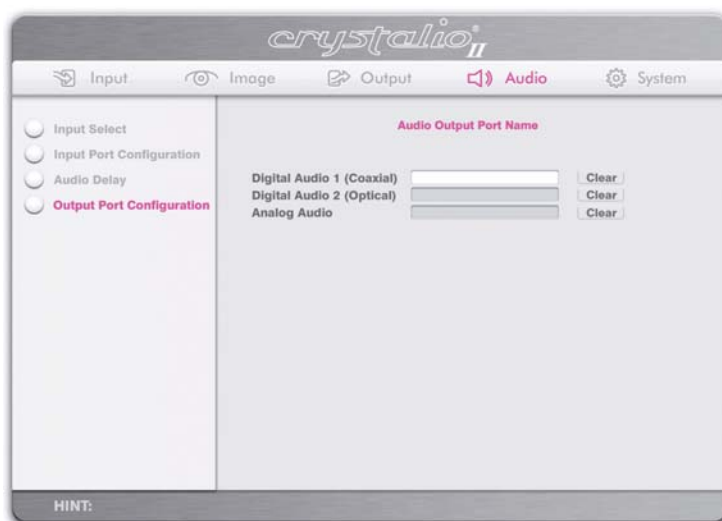 crystalio II
Input Image Output Audio System
Input Select
Input Port Configuration
Audio Delay
Output Port Configuration
Audio Output Port Name
Digital Audio 1 (Coaxial) Clear
Digital Audio 2 (Optical) Clear
Analog Audio Clear
HINT: